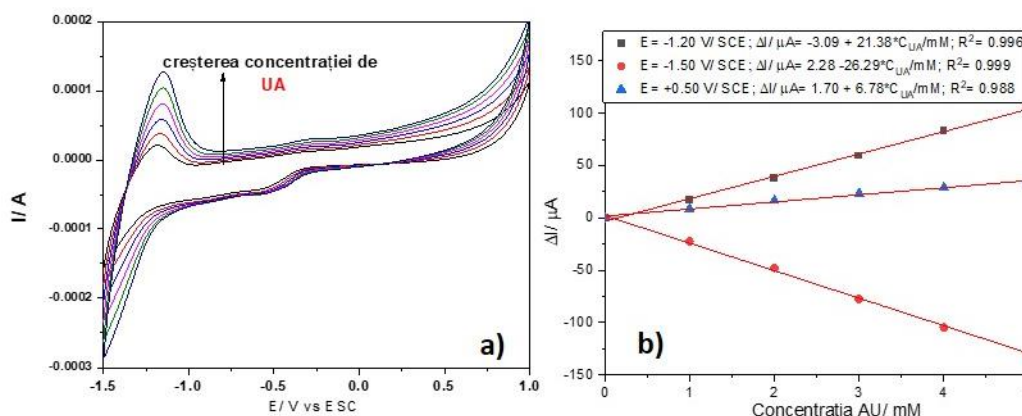 0.0002
0.0001
0.0000
-0.0001
-0.0002
-0.0003
I/ A
creșterea concentrației de
UA
a)
-1.5
-1.0
-0.5
0.0
0.5
1.0
E/ V vs ESC
E = -1.20 V/ SCE ; ΔI/ μA= -3.09 + 21.38*C_UA/mM; R²= 0.996
E = -1.50 V/ SCE; ΔI/ μA= 2.28 -26.29*C_UA/mM; R²= 0.999
E = +0.50 V/ SCE ; ΔI/ μA= 1.70 + 6.78*C_UA/mM; R²= 0.988
150
100
50
0
-50
-100
-150
ΔI/ μA
b)
0
1
2
3
4
Concentratia AU/ mM